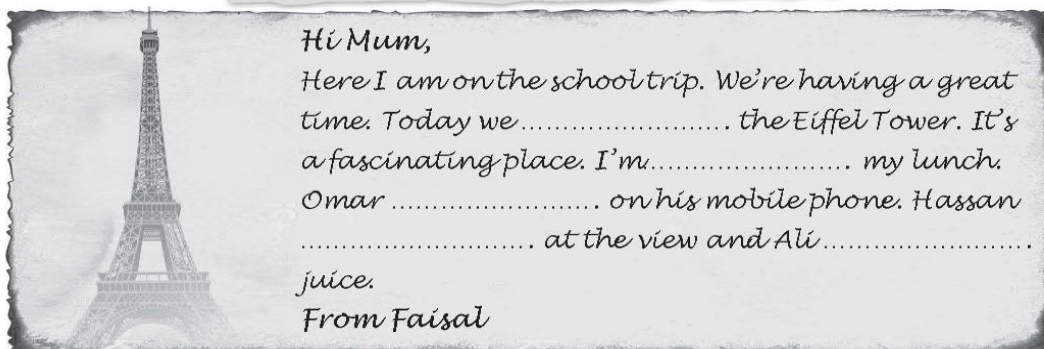 Hi Mum,
Here I am on the school trip. We're having a great
time. Today we ......................... the Eiffel Tower. It's
a fascinating place. I'm......................... my lunch.
Omar ......................... on his mobile phone. Hassan
............................ at the view and Ali.........................
juice.
From Faisal